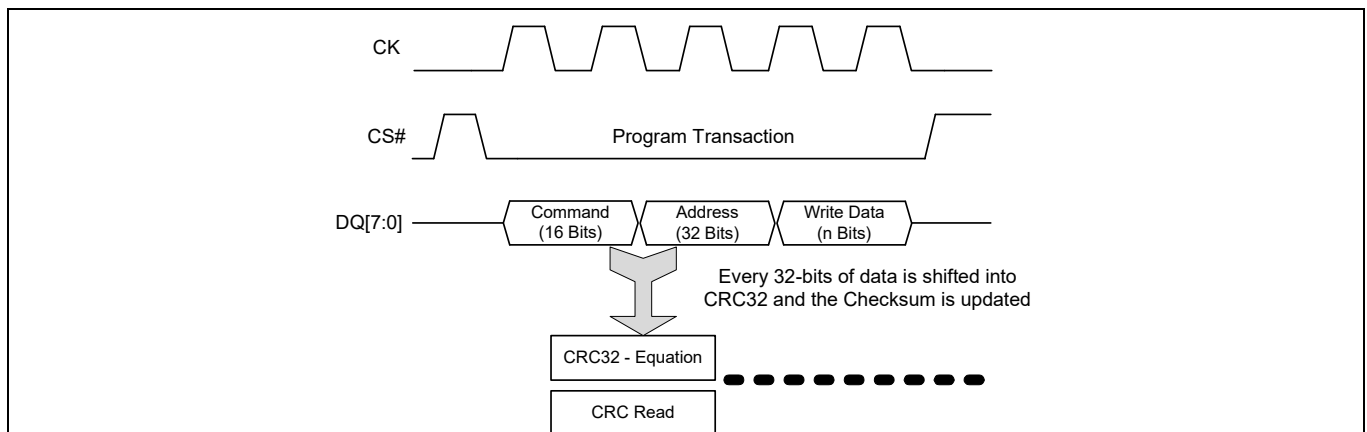 CK
CS#
Program Transaction
DQ[7:0]
Command
(16 Bits)
Address
(32 Bits)
Write Data
(n Bits)
Every 32-bits of data is shifted into
CRC32 and the Checksum is updated
CRC32 - Equation
CRC Read